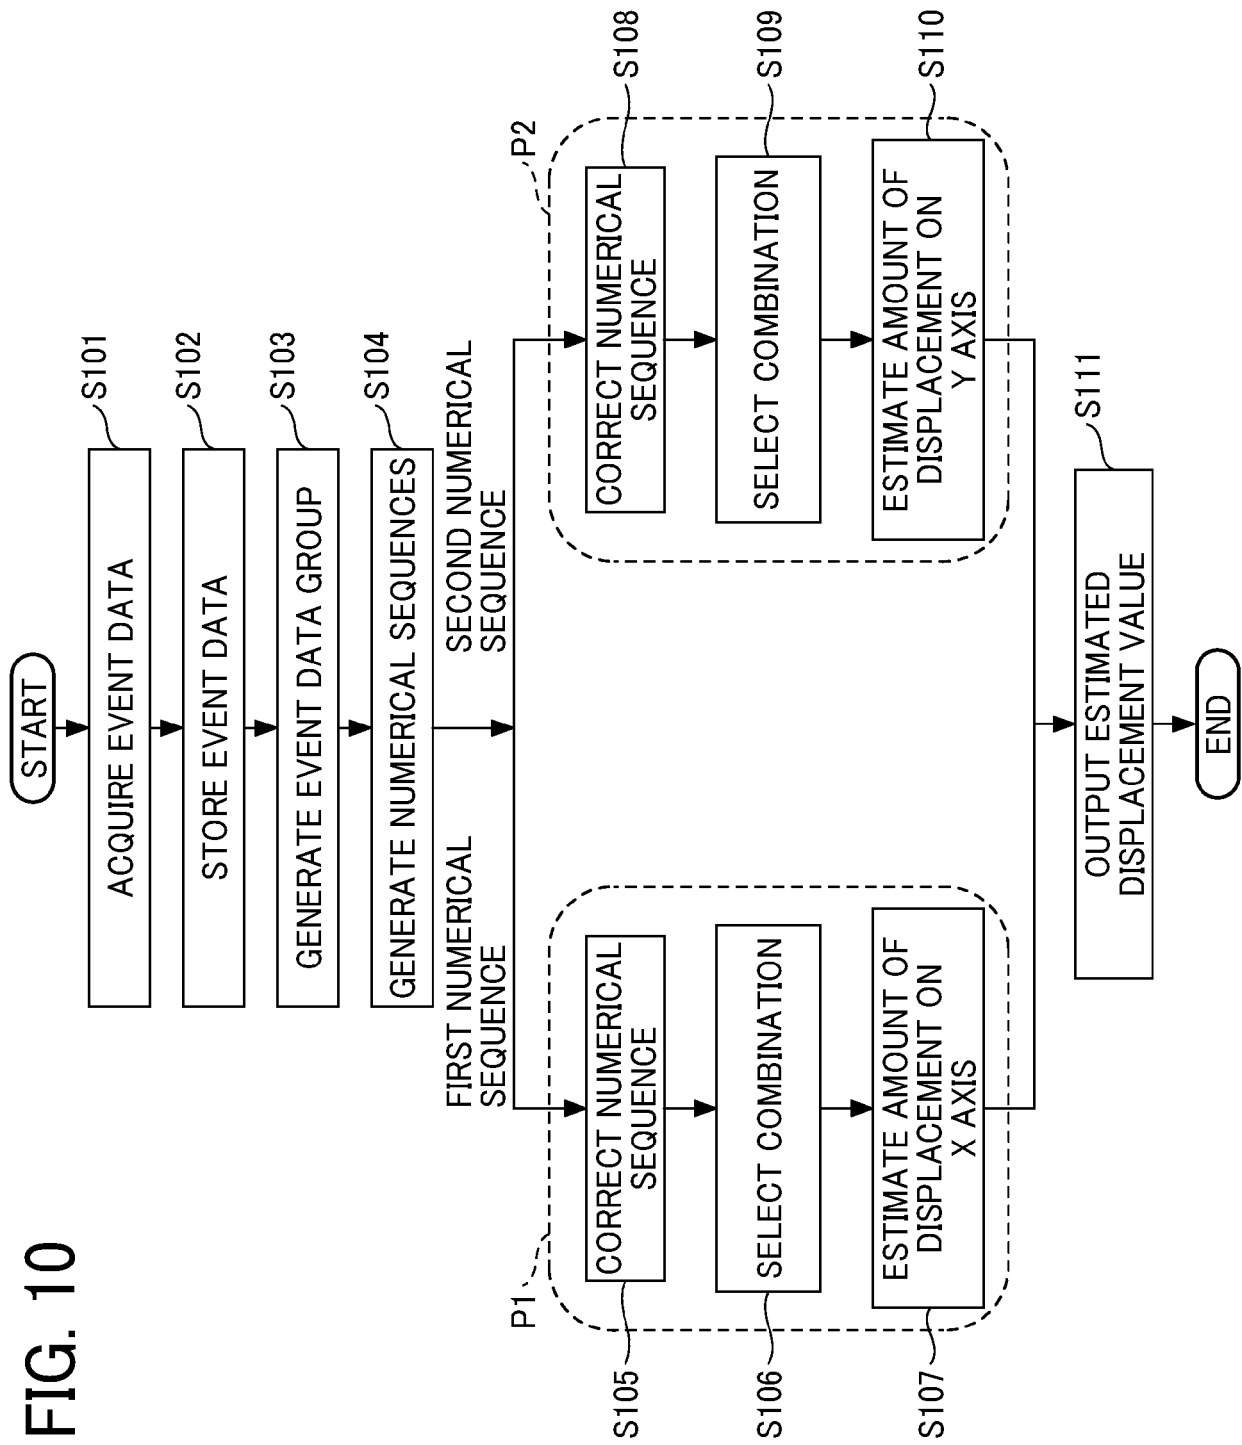 FIG. 10
START
ACQUIRE EVENT DATA
S101
STORE EVENT DATA
S102
GENERATE EVENT DATA GROUP
S103
GENERATE NUMERICAL SEQUENCES
S104
FIRST NUMERICAL
SEQUENCE
SECOND NUMERICAL
SEQUENCE
P1
S105
CORRECT NUMERICAL
SEQUENCE
S106
SELECT COMBINATION
S107
ESTIMATE AMOUNT OF
DISPLACEMENT ON
X AXIS
P2
CORRECT NUMERICAL
SEQUENCE
S108
SELECT COMBINATION
S109
ESTIMATE AMOUNT OF
DISPLACEMENT ON
Y AXIS
S110
OUTPUT ESTIMATED
DISPLACEMENT VALUE
S111
END